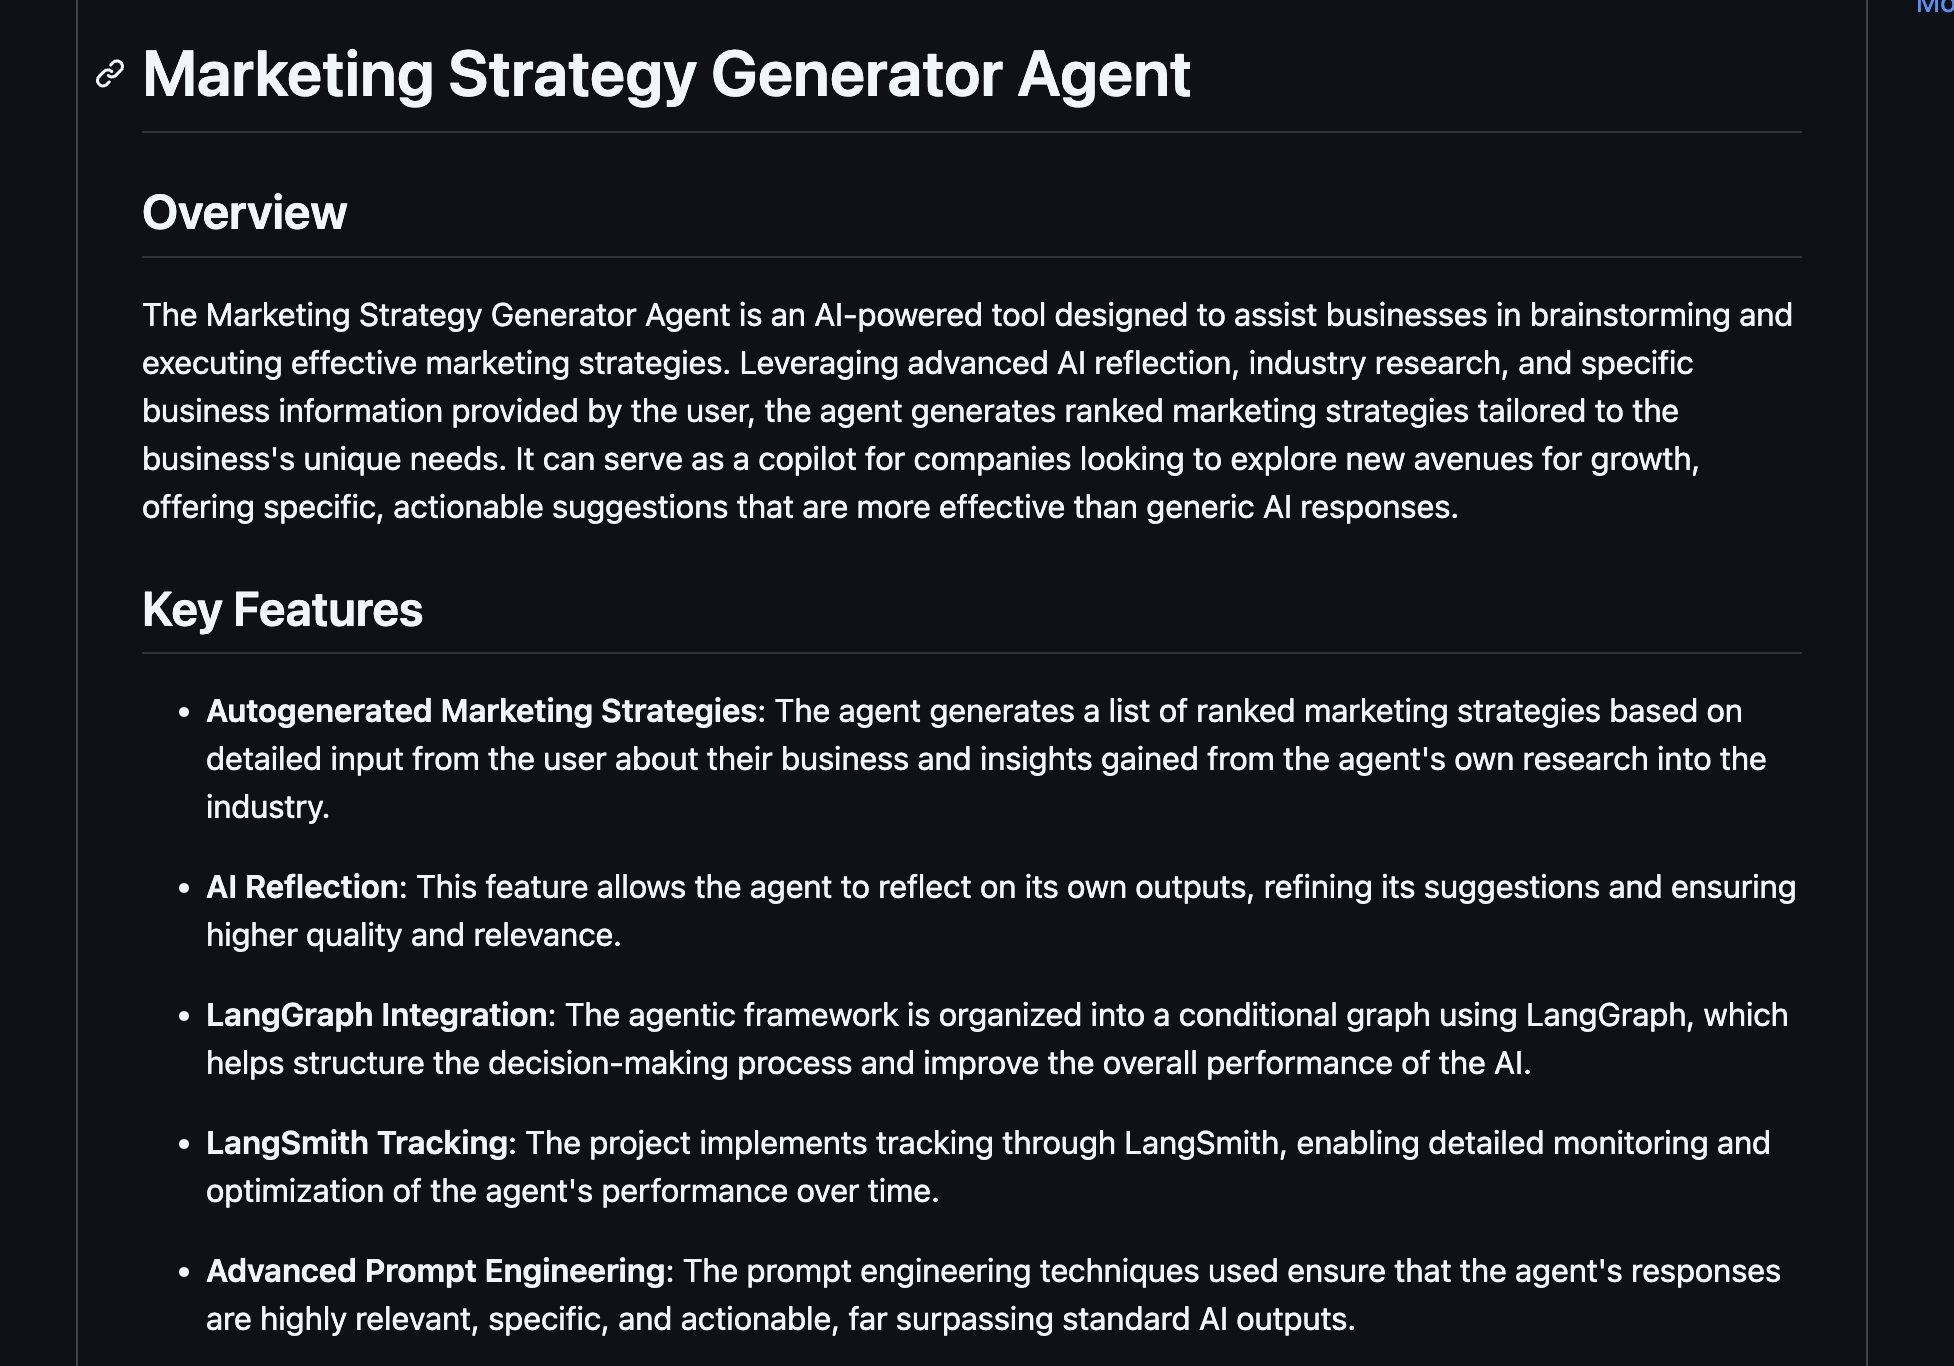 Marketing Strategy Generator Agent
Overview
The Marketing Strategy Generator Agent is an AI-powered tool designed to assist businesses in brainstorming and
executing effective marketing strategies. Leveraging advanced AI reflection, industry research, and specific
business information provided by the user, the agent generates ranked marketing strategies tailored to the
business's unique needs. It can serve as a copilot for companies looking to explore new avenues for growth,
offering specific, actionable suggestions that are more effective than generic AI responses.
Key Features
• Autogenerated Marketing Strategies: The agent generates a list of ranked marketing strategies based on
detailed input from the user about their business and insights gained from the agent's own research into the
industry.
• AI Reflection: This feature allows the agent to reflect on its own outputs, refining its suggestions and ensuring
higher quality and relevance.
• LangGraph Integration: The agentic framework is organized into a conditional graph using LangGraph, which
helps structure the decision-making process and improve the overall performance of the AI.
• LangSmith Tracking: The project implements tracking through LangSmith, enabling detailed monitoring and
optimization of the agent's performance over time.
• Advanced Prompt Engineering: The prompt engineering techniques used ensure that the agent's responses
are highly relevant, specific, and actionable, far surpassing standard AI outputs.